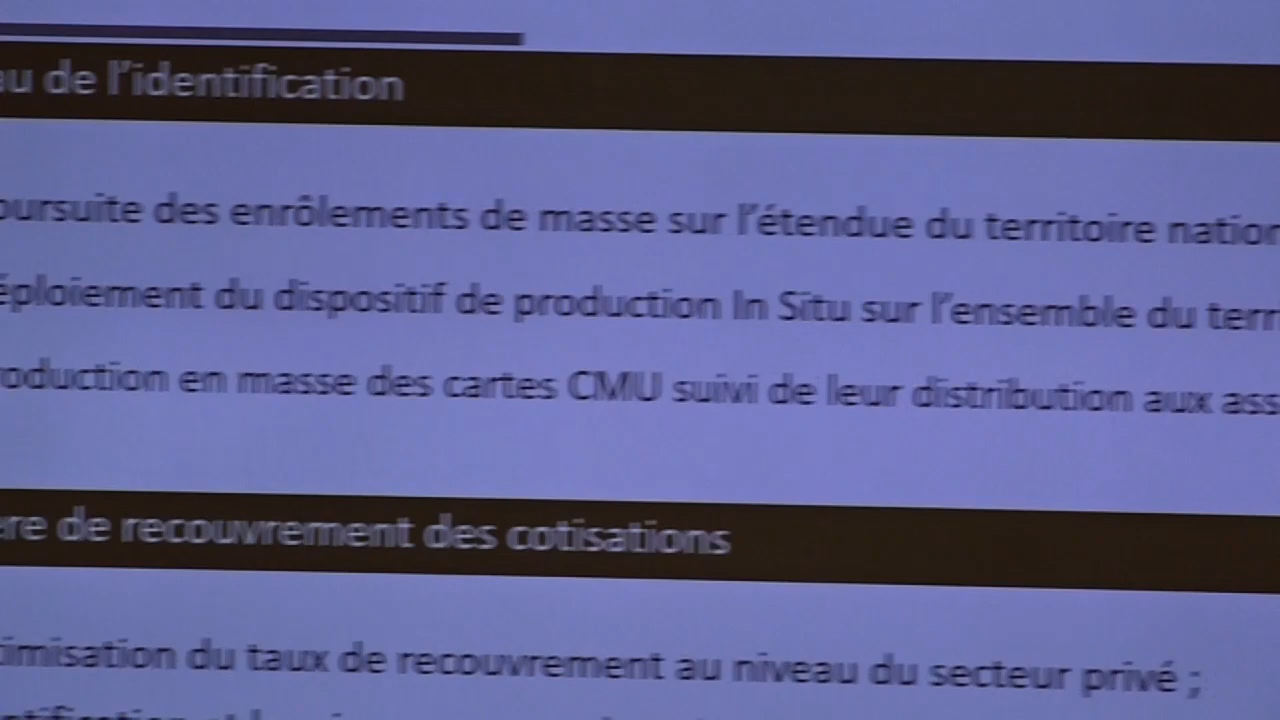 au de l'identification
oursuite des enrôlements de masse sur l'étendue du territoire nation
éploiement du dispositif de production In Situ sur l'ensemble du terr
roduction en masse des cartes CMU suivi de leur distribution aux ass
ère de recouvrement des cotisations
timisation du taux de recouvrement au niveau du secteur privé ;